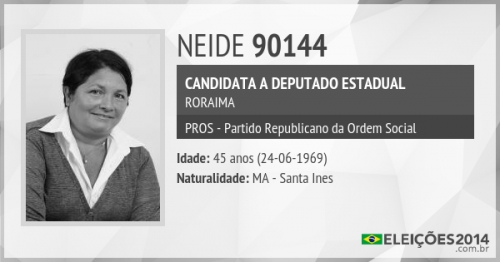 NEIDE 90144
CANDIDATA A DEPUTADO ESTADUAL
RORAIMA
PROS - Partido Republicano da Ordem Social
Idade: 45 anos (24-06-1969)
Naturalidade: MA - Santa Ines
ELEIÇÕES2014
.com.br